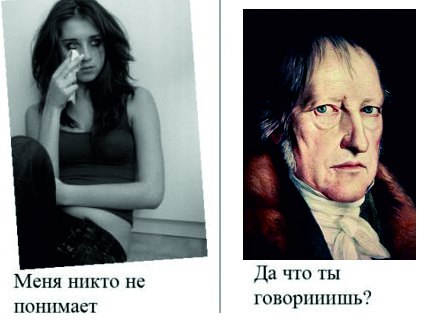 Меня никто не
понимает
Да что ты
говорииишь?